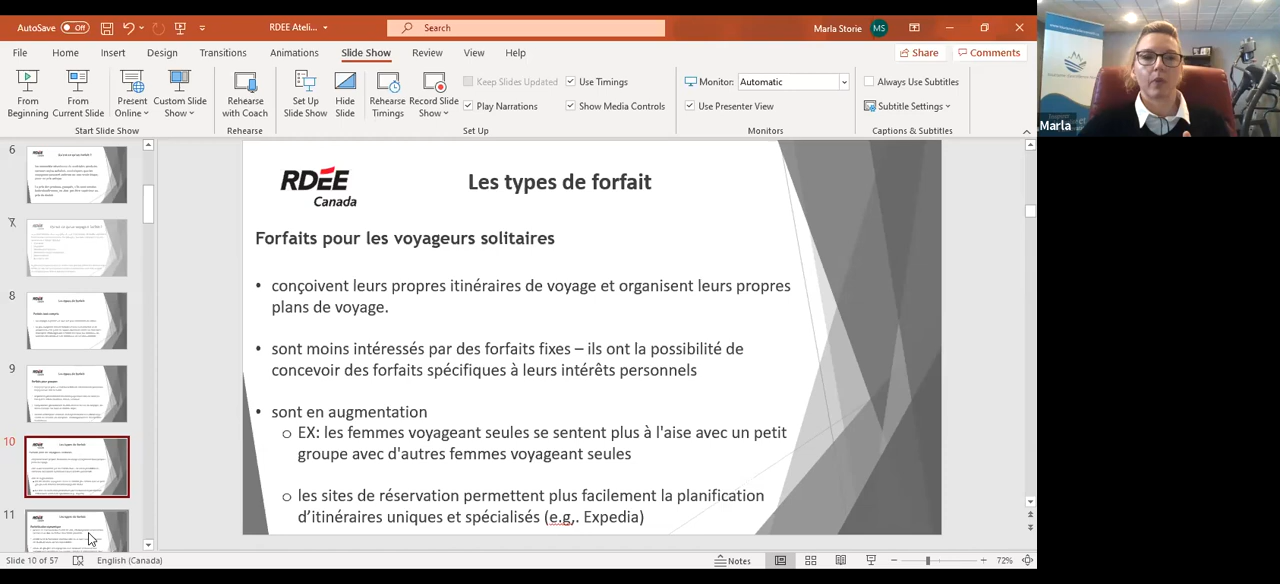 AutoSave Off
RDEE Ateli...
Search
Marla Storie MS
File Home Insert Design Transitions Animations Slide Show Review View Help
Share Comments
From Beginning
From Current Slide
Present Online
Custom Slide Show
Start Slide Show
Rehearse with Coach
Rehearse
Set Up Slide Show
Hide Slide
Rehearse Timings
Record Slide Show
Keep Slides Updated
Play Narrations
Use Timings
Show Media Controls
Set Up
Monitor: Automatic
Use Presenter View
Monitors
Always Use Subtitles
Subtitle Settings
Captions & Subtitles
Marla
6
7
8
9
10
11
RDÉE
Canada
Les types de forfait
Forfaits pour les voyageurs solitaires
• conçoivent leurs propres itinéraires de voyage et organisent leurs propres
plans de voyage.
• sont moins intéressés par des forfaits fixes – ils ont la possibilité de
concevoir des forfaits spécifiques à leurs intérêts personnels
• sont en augmentation
o EX: les femmes voyageant seules se sentent plus à l'aise avec un petit
groupe avec d'autres femmes voyageant seules
o les sites de réservation permettent plus facilement la planification
d’itinéraires uniques et spécialisés (e.g,. Expedia)
Slide 10 of 57 English (Canada) Notes 72%